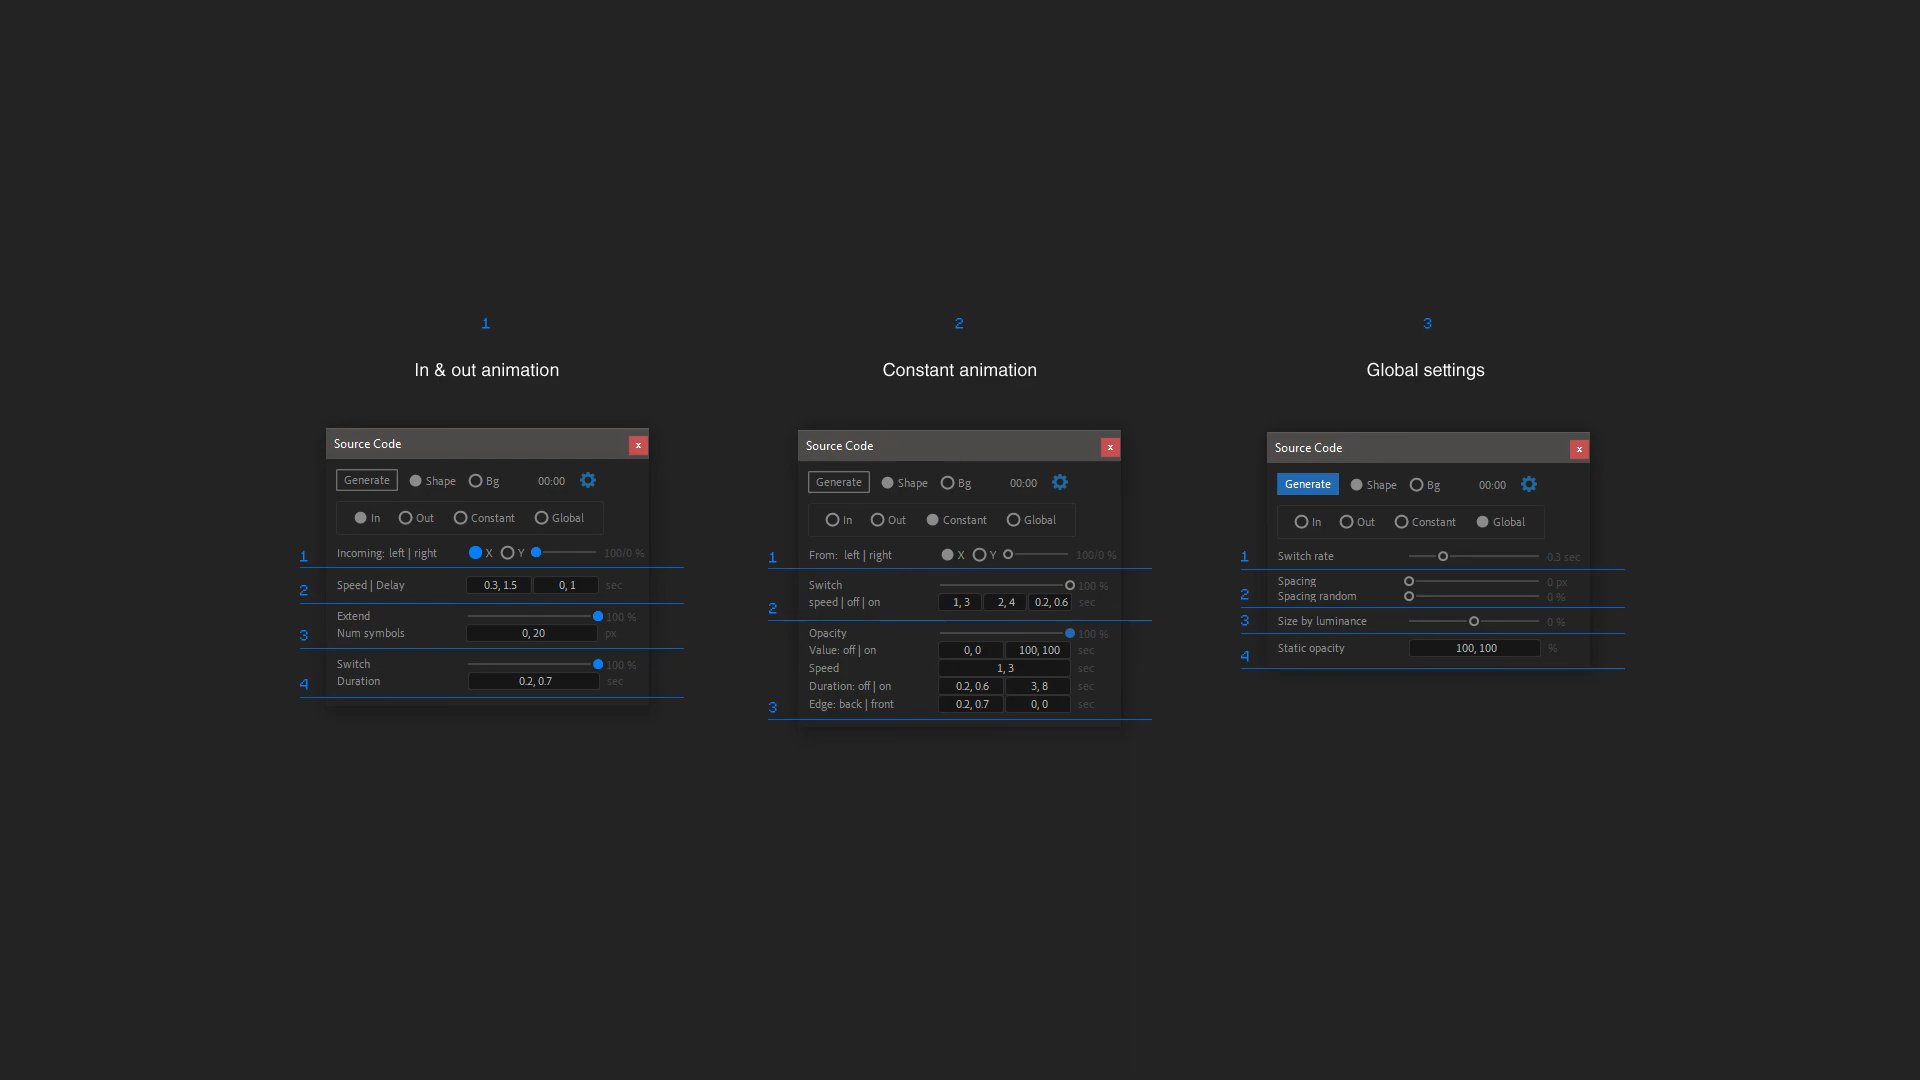 1
In & out animation
Source Code
x
Generate Shape Bg 00:00
In Out Constant Global
1 Incoming: left | right X Y 100/0 %
2 Speed | Delay 0.3, 1.5 0, 1 sec
Extend 100 %
3 Num symbols 0, 20 px
Switch 100 %
4 Duration 0.2, 0.7 sec
2
Constant animation
Source Code
x
Generate Shape Bg 00:00
In Out Constant Global
1 From: left | right X Y 100/0 %
Switch 100 %
2 speed | off | on 1, 3 2, 4 0.2, 0.6 sec
Opacity 100 %
Value: off | on 0, 0 100, 100 sec
Speed 1, 3 sec
Duration: off | on 0.2, 0.6 3, 8 sec
3 Edge: back | front 0.2, 0.7 0, 0 sec
3
Global settings
Source Code
x
Generate Shape Bg 00:00
In Out Constant Global
1 Switch rate 0.3 sec
Spacing 0 px
2 Spacing random 0 %
3 Size by luminance 0 %
4 Static opacity 100, 100 %